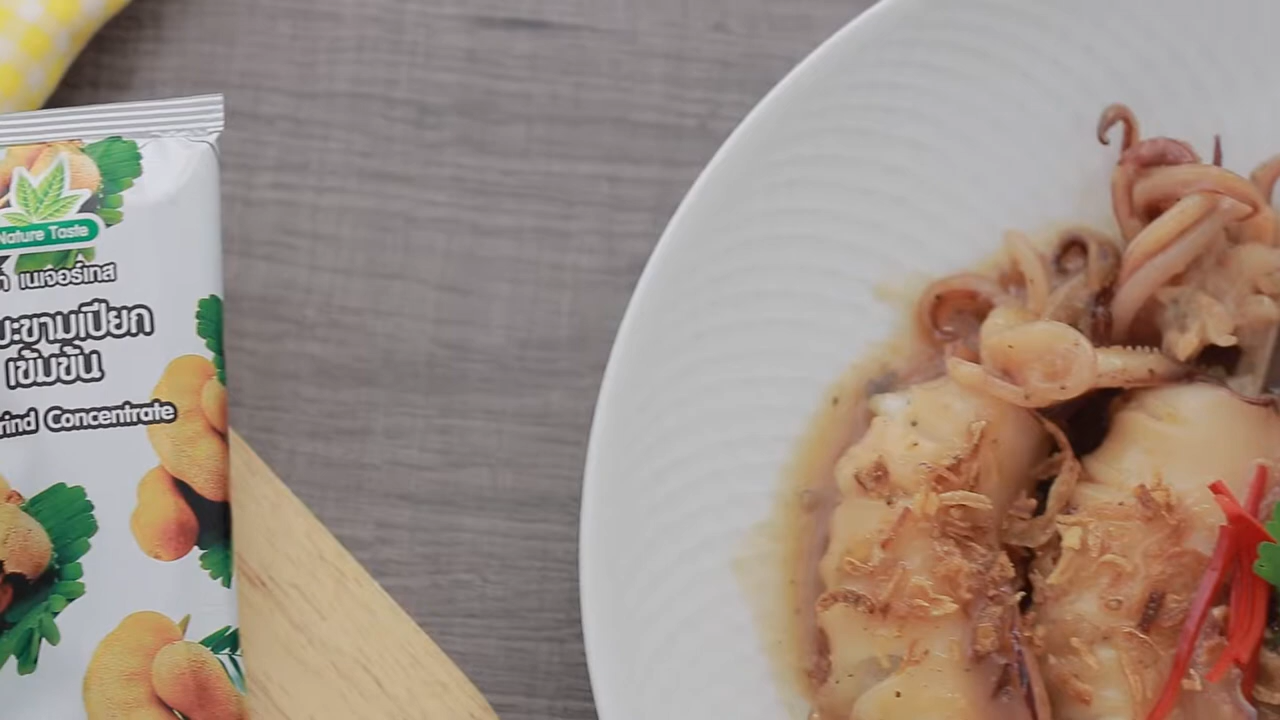 Nature Taste
เนเจอร์เทส
มะขามเปียก
เข้มข้น
rind Concentrate